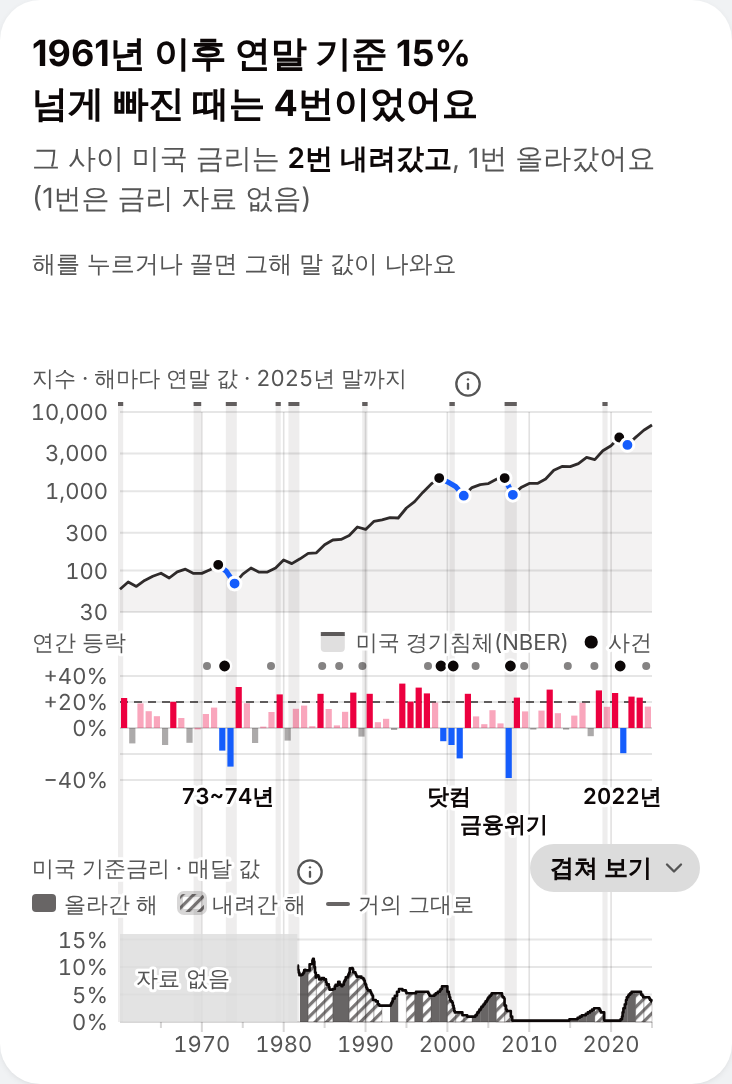 1961년 이후 연말 기준 15%
넘게 빠진 때는 4번이었어요
그 사이 미국 금리는 2번 내려갔고, 1번 올라갔어요
(1번은 금리 자료 없음)
해를 누르거나 끌면 그해 말 값이 나와요
지수 · 해마다 연말 값 · 2025년 말까지
10,000
3,000
1,000
300
100
30
연간 등락
미국 경기침체(NBER)
사건
+40%
+20%
0%
−40%
73~74년
닷컴
2022년
금융위기
미국 기준금리 · 매달 값
겹쳐 보기
올라간 해
내려간 해
거의 그대로
15%
10%
5%
0%
자료 없음
1970
1980
1990
2000
2010
2020